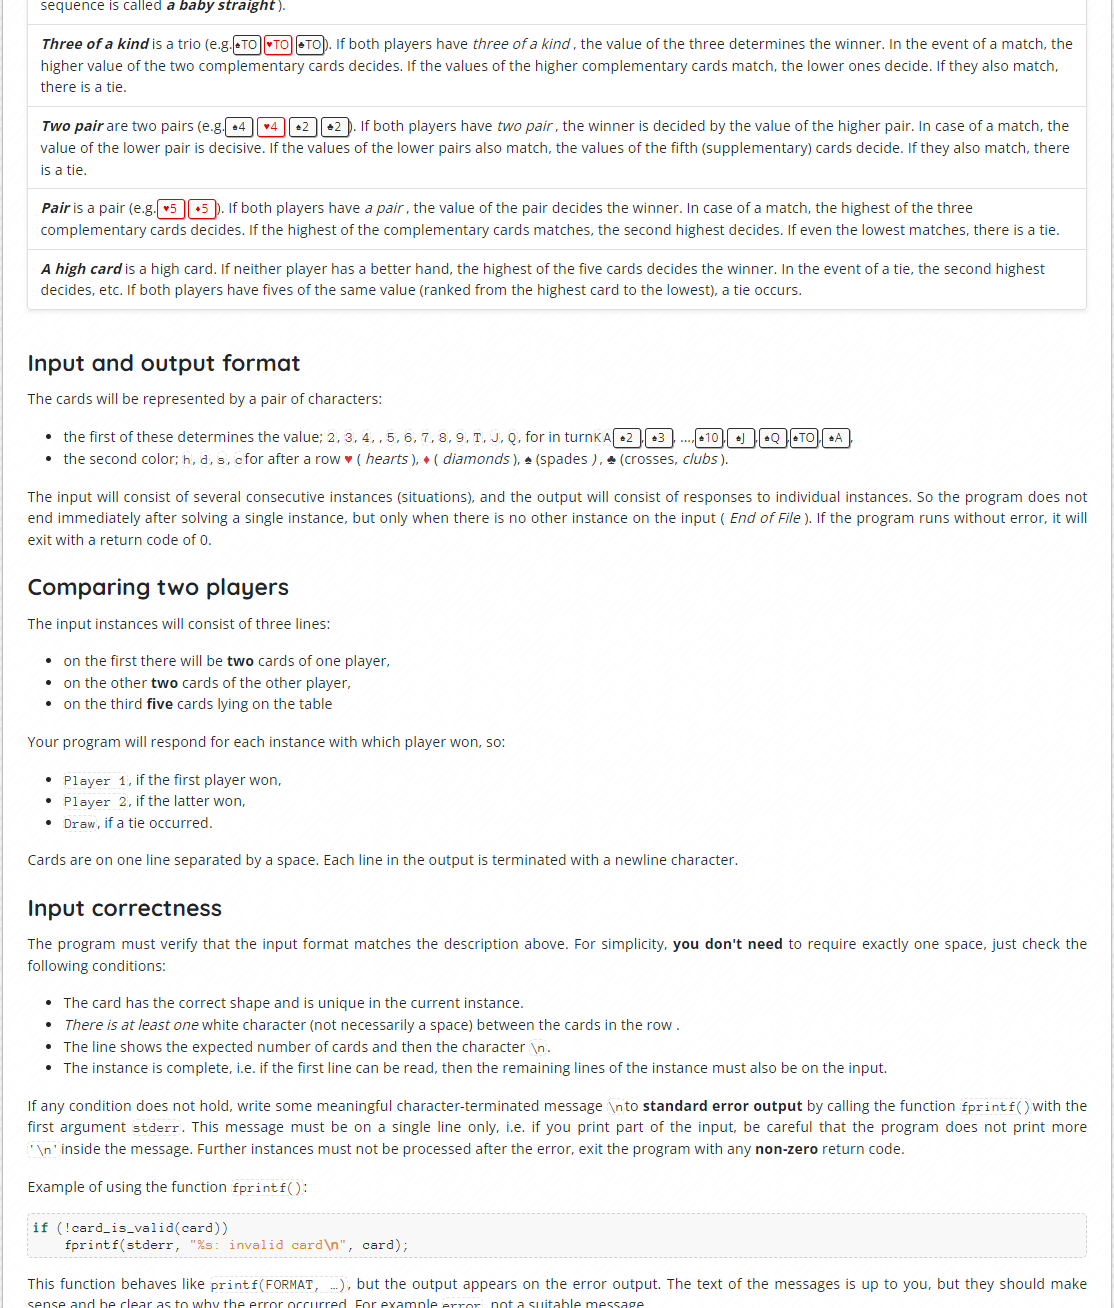 sequence is called a baby straight ).
Three of a kind is a trio (e.g. ♠TO ♥TO ♣TO ). If both players have three of a kind , the value of the three determines the winner. In the event of a match, the
higher value of the two complementary cards decides. If the values of the higher complementary cards match, the lower ones decide. If they also match,
there is a tie.
Two pair are two pairs (e.g. ♠4 ♥4 ♠2 ♣2 ). If both players have two pair , the winner is decided by the value of the higher pair. In case of a match, the
value of the lower pair is decisive. If the values of the lower pairs also match, the values of the fifth (supplementary) cards decide. If they also match, there
is a tie.
Pair is a pair (e.g. ♥5 ♦5 ). If both players have a pair , the value of the pair decides the winner. In case of a match, the highest of the three
complementary cards decides. If the highest of the complementary cards matches, the second highest decides. If even the lowest matches, there is a tie.
A high card is a high card. If neither player has a better hand, the highest of the five cards decides the winner. In the event of a tie, the second highest
decides, etc. If both players have fives of the same value (ranked from the highest card to the lowest), a tie occurs.
Input and output format
The cards will be represented by a pair of characters:
• the first of these determines the value; 2, 3, 4, , 5, 6, 7, 8, 9, T, J, Q, for in turnK A ♠2 , ♠3 , …, ♠10 , ♠J , ♠Q , ♠TO , ♠A ,
• the second color; h, d, s, c for after a row ♥ ( hearts ), ♦ ( diamonds ), ♠ (spades ) , ♣ (crosses, clubs ).
The input will consist of several consecutive instances (situations), and the output will consist of responses to individual instances. So the program does not
end immediately after solving a single instance, but only when there is no other instance on the input ( End of File ). If the program runs without error, it will
exit with a return code of 0.
Comparing two players
The input instances will consist of three lines:
• on the first there will be two cards of one player,
• on the other two cards of the other player,
• on the third five cards lying on the table
Your program will respond for each instance with which player won, so:
• Player 1, if the first player won,
• Player 2, if the latter won,
• Draw, if a tie occurred.
Cards are on one line separated by a space. Each line in the output is terminated with a newline character.
Input correctness
The program must verify that the input format matches the description above. For simplicity, you don't need to require exactly one space, just check the
following conditions:
• The card has the correct shape and is unique in the current instance.
• There is at least one white character (not necessarily a space) between the cards in the row .
• The line shows the expected number of cards and then the character \n.
• The instance is complete, i.e. if the first line can be read, then the remaining lines of the instance must also be on the input.
If any condition does not hold, write some meaningful character-terminated message \nto standard error output by calling the function fprintf() with the
first argument stderr. This message must be on a single line only, i.e. if you print part of the input, be careful that the program does not print more
'\n' inside the message. Further instances must not be processed after the error, exit the program with any non-zero return code.
Example of using the function fprintf():
if (!card_is_valid(card))
fprintf(stderr, "%s: invalid card\n", card);
This function behaves like printf(FORMAT, …), but the output appears on the error output. The text of the messages is up to you, but they should make
sense and be clear as to why the error occurred. For example error, not a suitable message.